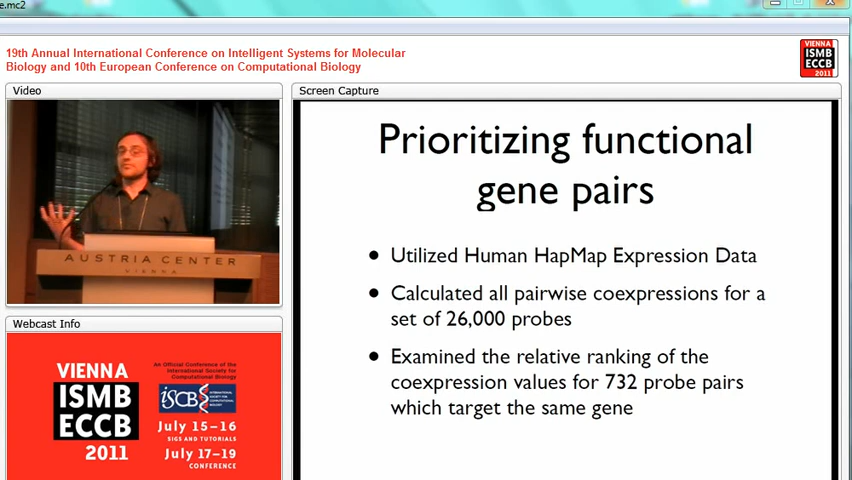 e.mc2
19th Annual International Conference on Intelligent Systems for Molecular
Biology and 10th European Conference on Computational Biology
VIENNA
ISMB
ECCB
2011
Video
Screen Capture
AUSTRIA CENTER
VIENNA
Prioritizing functional
gene pairs
• Utilized Human HapMap Expression Data
• Calculated all pairwise coexpressions for a
set of 26,000 probes
• Examined the relative ranking of the
coexpression values for 732 probe pairs
which target the same gene
Webcast Info
VIENNA
ISMB
ECCB
2011
An Official Conference of the
International Society for
Computational Biology
ISCB
INTERNATIONAL
SOCIETY FOR
COMPUTATIONAL
BIOLOGY
July 15-16
SIGS AND TUTORIALS
July 17-19
CONFERENCE